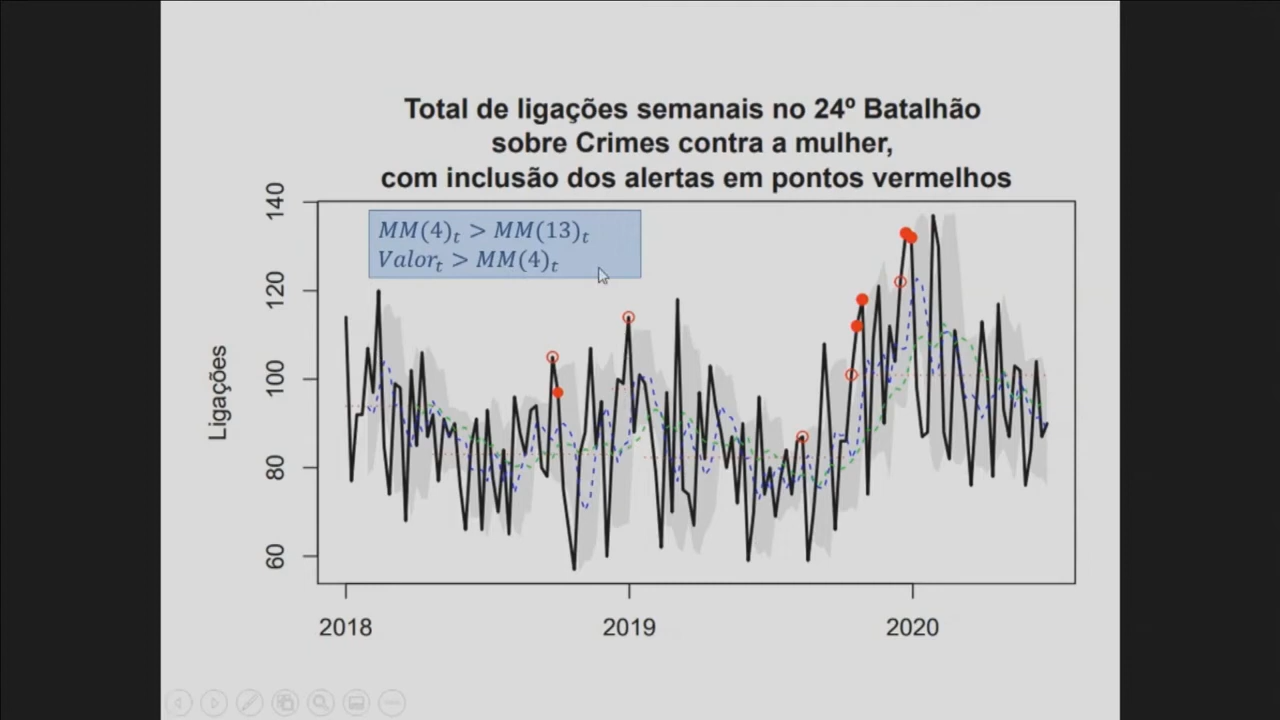 Total de ligações semanais no 24º Batalhão
sobre Crimes contra a mulher,
com inclusão dos alertas em pontos vermelhos
MM(4)t > MM(13)t
Valort > MM(4)t
Ligações
140
120
100
80
60
2018 2019 2020